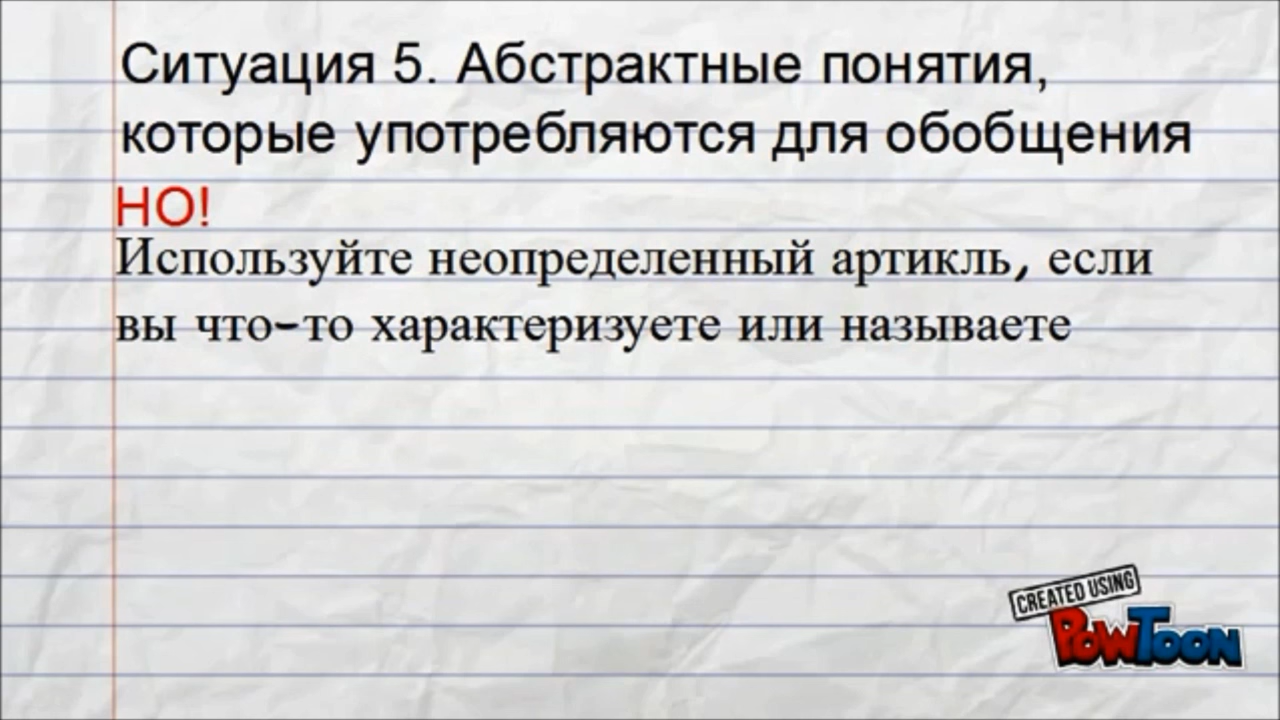 Ситуация 5. Абстрактные понятия,
которые употребляются для обобщения
НО!
Используйте неопределенный артикль, если
вы что-то характеризуете или называете
CREATED USING
POWTOON